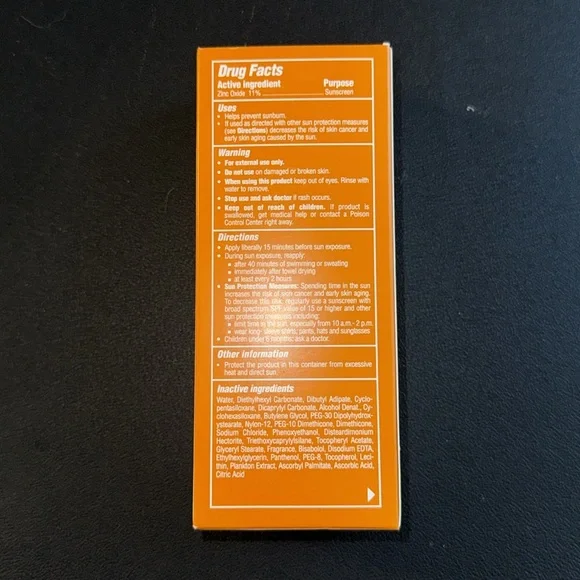 Drug Facts
Active ingredient Purpose
Zinc Oxide 11% Sunscreen
Uses
• Helps prevent sunburn.
• If used as directed with other sun protection measures
(see Directions) decreases the risk of skin cancer and
early skin aging caused by the sun.
Warning
• For external use only.
• Do not use on damaged or broken skin.
• When using this product keep out of eyes. Rinse with
water to remove.
• Stop use and ask doctor if rash occurs.
• Keep out of reach of children. If product is
swallowed, get medical help or contact a Poison
Control Center right away.
Directions
• Apply liberally 15 minutes before sun exposure.
• During sun exposure, reapply:
■ after 40 minutes of swimming or sweating
■ immediately after towel drying
■ at least every 2 hours
• Sun Protection Measures: Spending time in the sun
increases the risk of skin cancer and early skin aging.
To decrease this risk, regularly use a sunscreen with
broad spectrum SPF value of 15 or higher and other
sun protection measures including:
■ limit time in the sun, especially from 10 a.m.- 2 p.m.
■ wear long- sleeve shirts, pants, hats and sunglasses
• Children under 6 months: ask a doctor.
Other information
• Protect the product in this container from excessive
heat and direct sun.
Inactive ingredients
Water, Diethylhexyl Carbonate, Dibutyl Adipate, Cyclo-
pentasiloxane, Dicaprylyl Carbonate, Alcohol Denat., Cy-
clohexasiloxane, Butylene Glycol, PEG-30 Dipolyhydrox-
ystearate, Nylon-12, PEG-10 Dimethicone, Dimethicone,
Sodium Chloride, Phenoxyethanol, Disteardimonium
Hectorite, Triethoxycaprylylsilane, Tocopheryl Acetate,
Glyceryl Stearate, Fragrance, Bisabolol, Disodium EDTA,
Ethylhexylglycerin, Panthenol, PEG-8, Tocopherol, Leci-
thin, Plankton Extract, Ascorbyl Palmitate, Ascorbic Acid,
Citric Acid